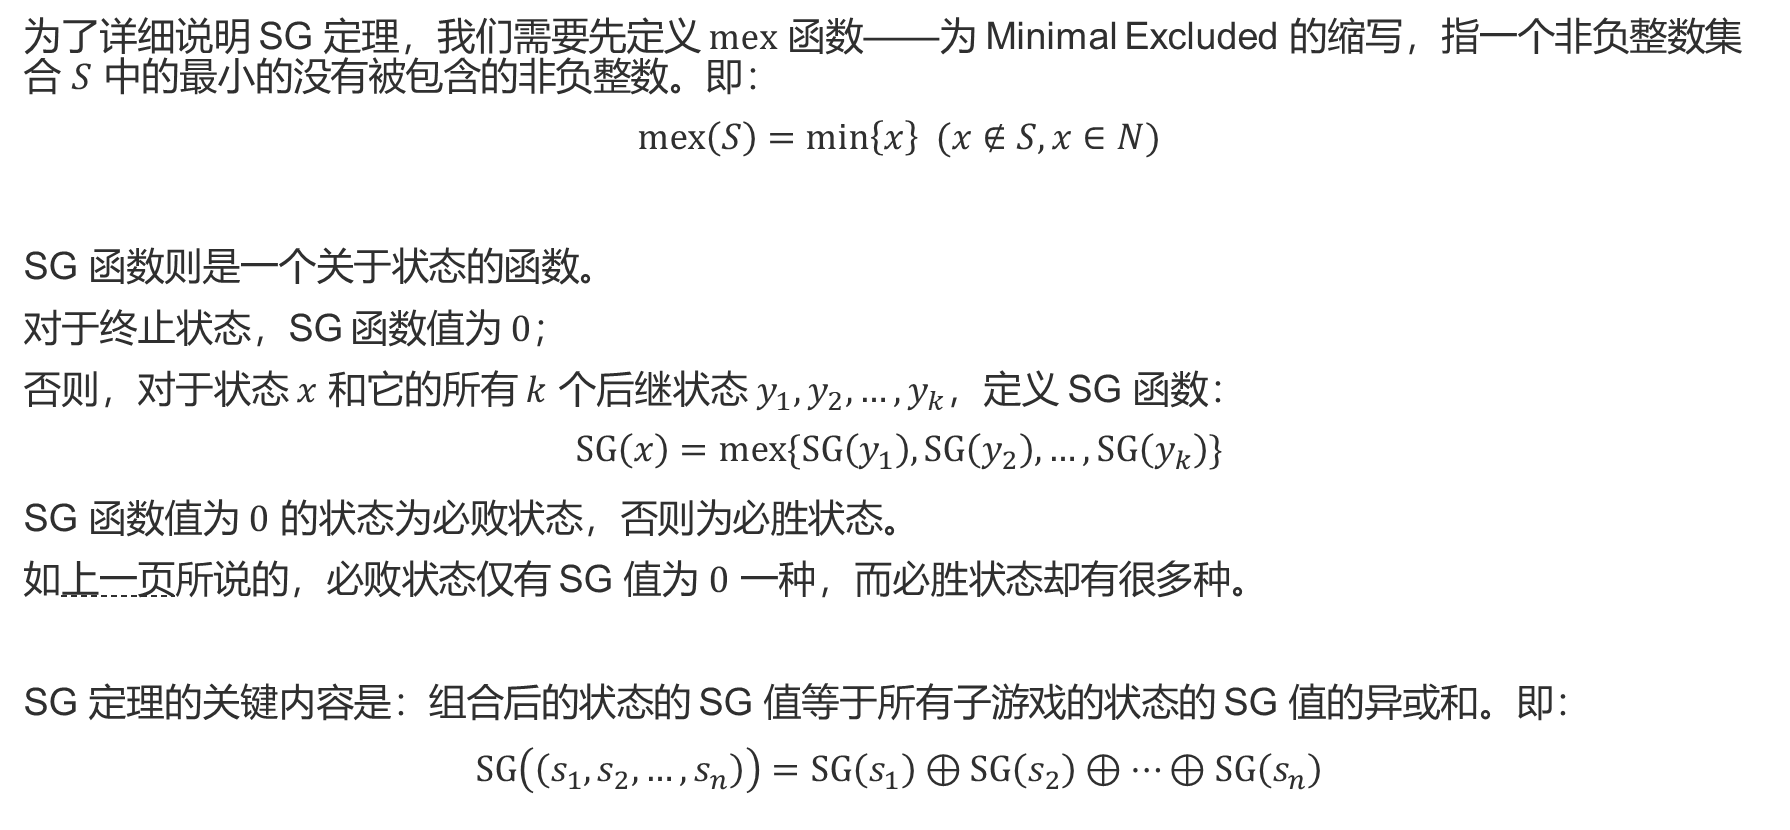 为了详细说明 SG 定理，我们需要先定义 mex 函数——为 Minimal Excluded 的缩写，指一个非负整数集
合 S 中的最小的没有被包含的非负整数。即：
mex(S) = min{x} (x ∉ S, x ∈ N)
SG 函数则是一个关于状态的函数。
对于终止状态，SG 函数值为 0；
否则，对于状态 x 和它的所有 k 个后继状态 y₁, y₂, … , yₖ，定义 SG 函数：
SG(x) = mex{SG(y₁), SG(y₂), … , SG(yₖ)}
SG 函数值为 0 的状态为必败状态，否则为必胜状态。
如上一页所说的，必败状态仅有 SG 值为 0 一种，而必胜状态却有很多种。
SG 定理的关键内容是：组合后的状态的 SG 值等于所有子游戏的状态的 SG 值的异或和。即：
SG((s₁, s₂, … , sₙ)) = SG(s₁) ⊕ SG(s₂) ⊕ ⋯ ⊕ SG(sₙ)